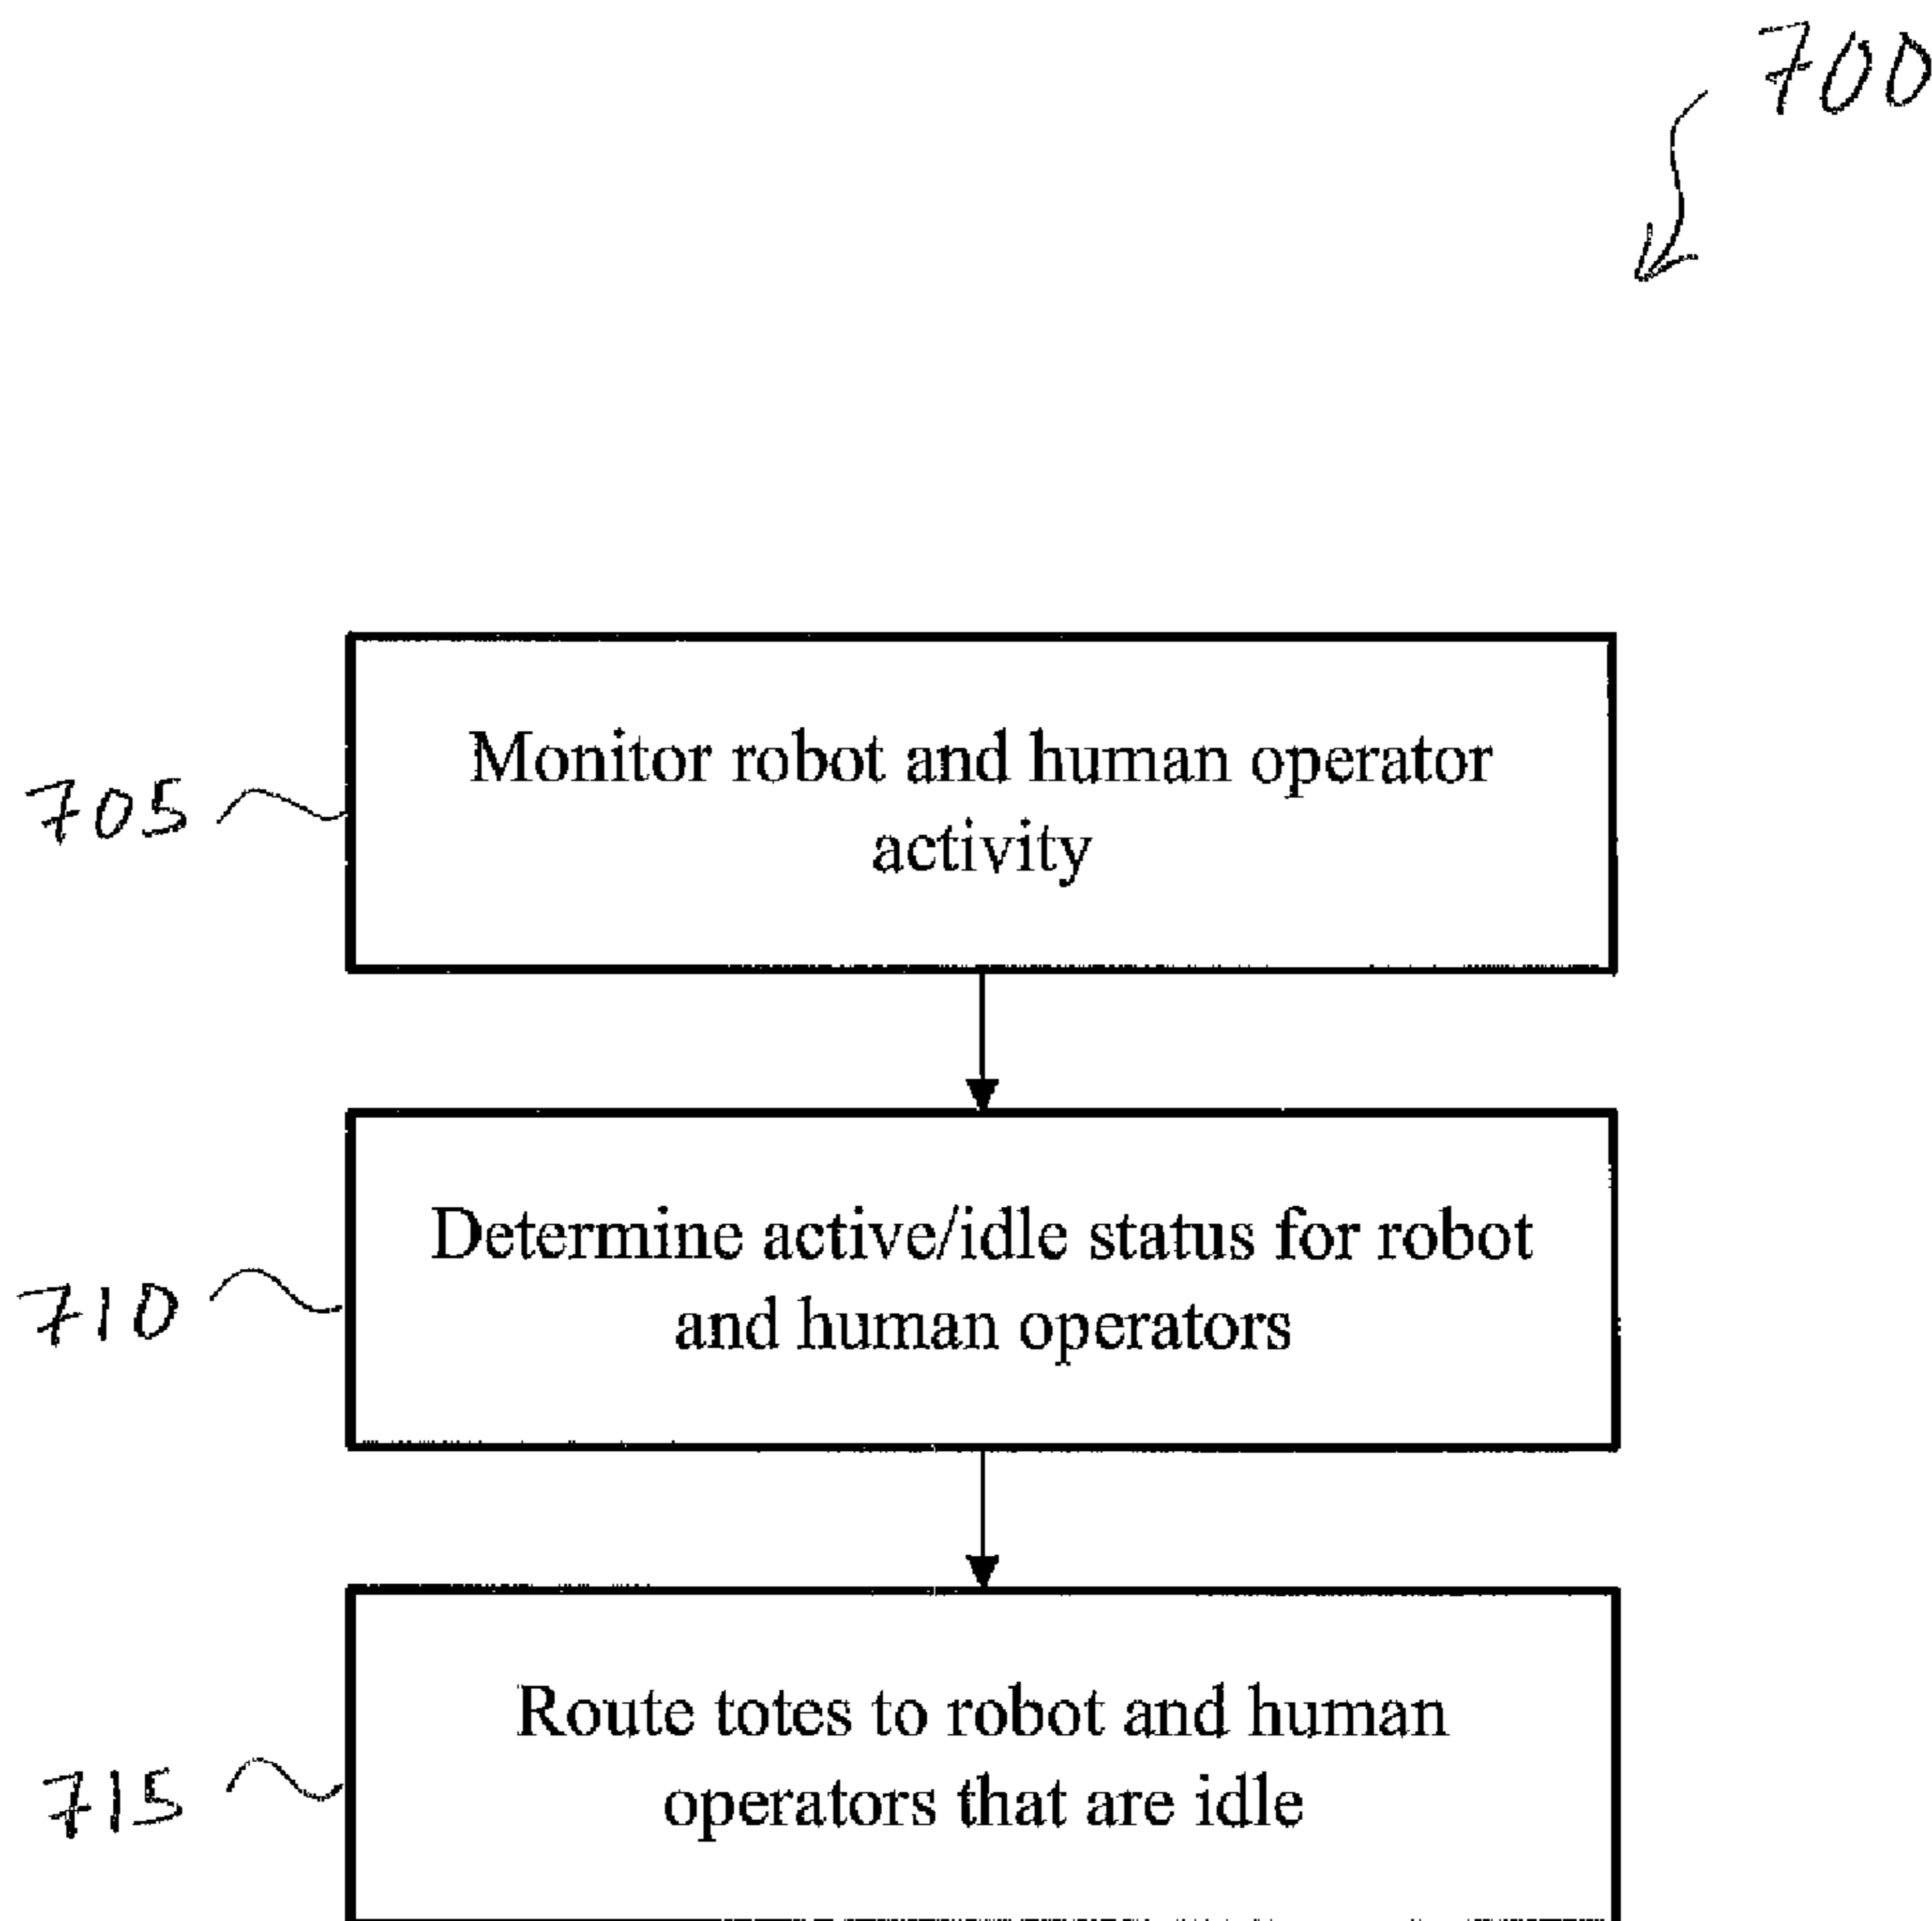 700
705
Monitor robot and human operator
activity
710
Determine active/idle status for robot
and human operators
715
Route totes to robot and human
operators that are idle